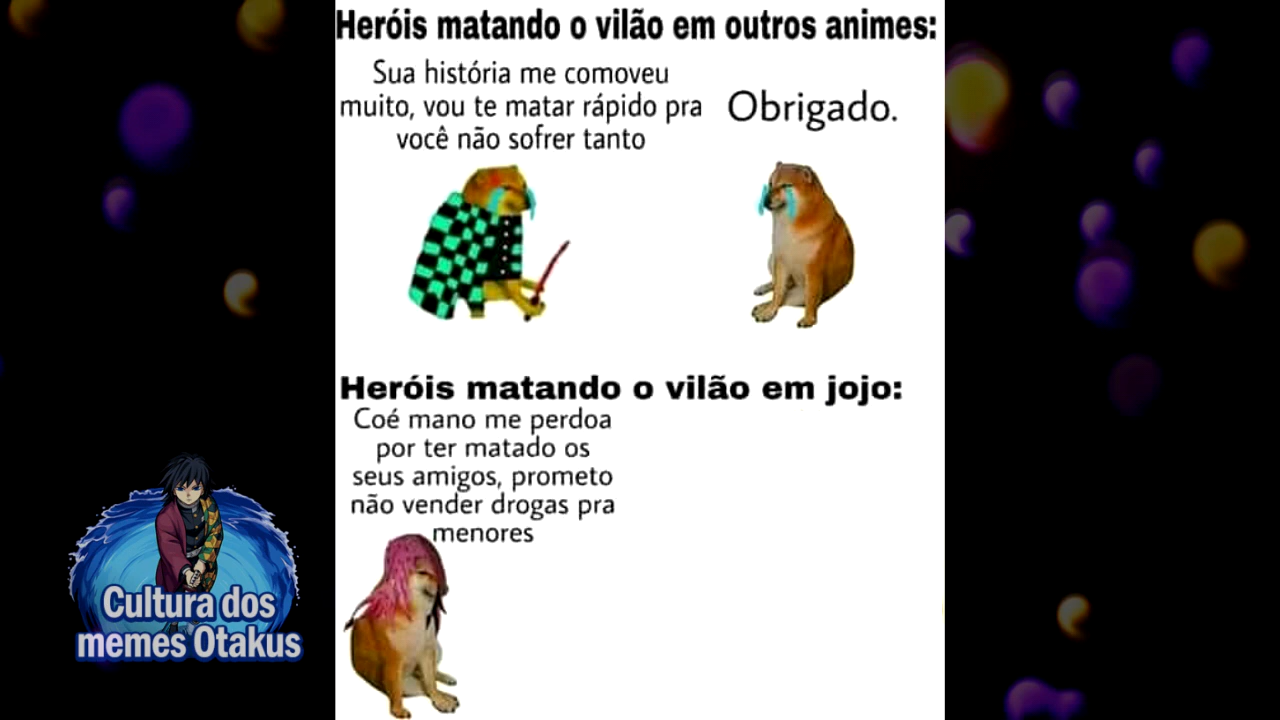 Heróis matando o vilão em outros animes:
Sua história me comoveu
muito, vou te matar rápido pra
você não sofrer tanto
Obrigado.
Heróis matando o vilão em jojo:
Coé mano me perdoa
por ter matado os
seus amigos, prometo
não vender drogas pra
menores
Cultura dos
memes Otakus